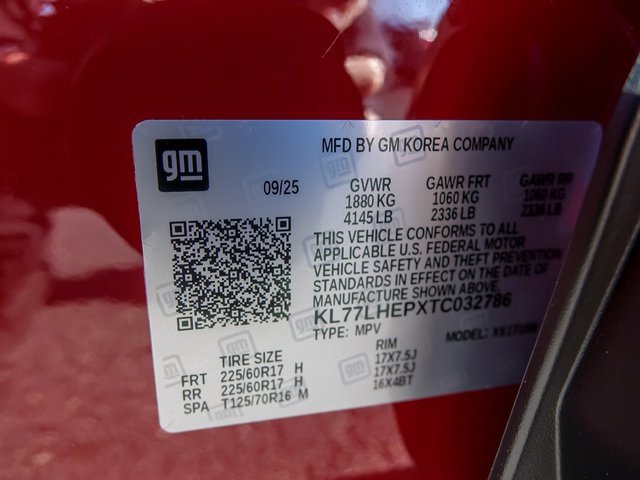 gm
MFD BY GM KOREA COMPANY
09/25
GVWR GAWR FRT GAWR RR
1880 KG 1060 KG 1060 KG
4145 LB 2336 LB 2336 LB
THIS VEHICLE CONFORMS TO ALL
APPLICABLE U.S. FEDERAL MOTOR
VEHICLE SAFETY AND THEFT PREVENTION
STANDARDS IN EFFECT ON THE DATE OF
MANUFACTURE SHOWN ABOVE.
KL77LHEPXTC032786
TYPE: MPV MODEL:
TIRE SIZE RIM
FRT 225/60R17 H 17X7.5J
RR 225/60R17 H 17X7.5J
SPA T125/70R16 M 16X4BT